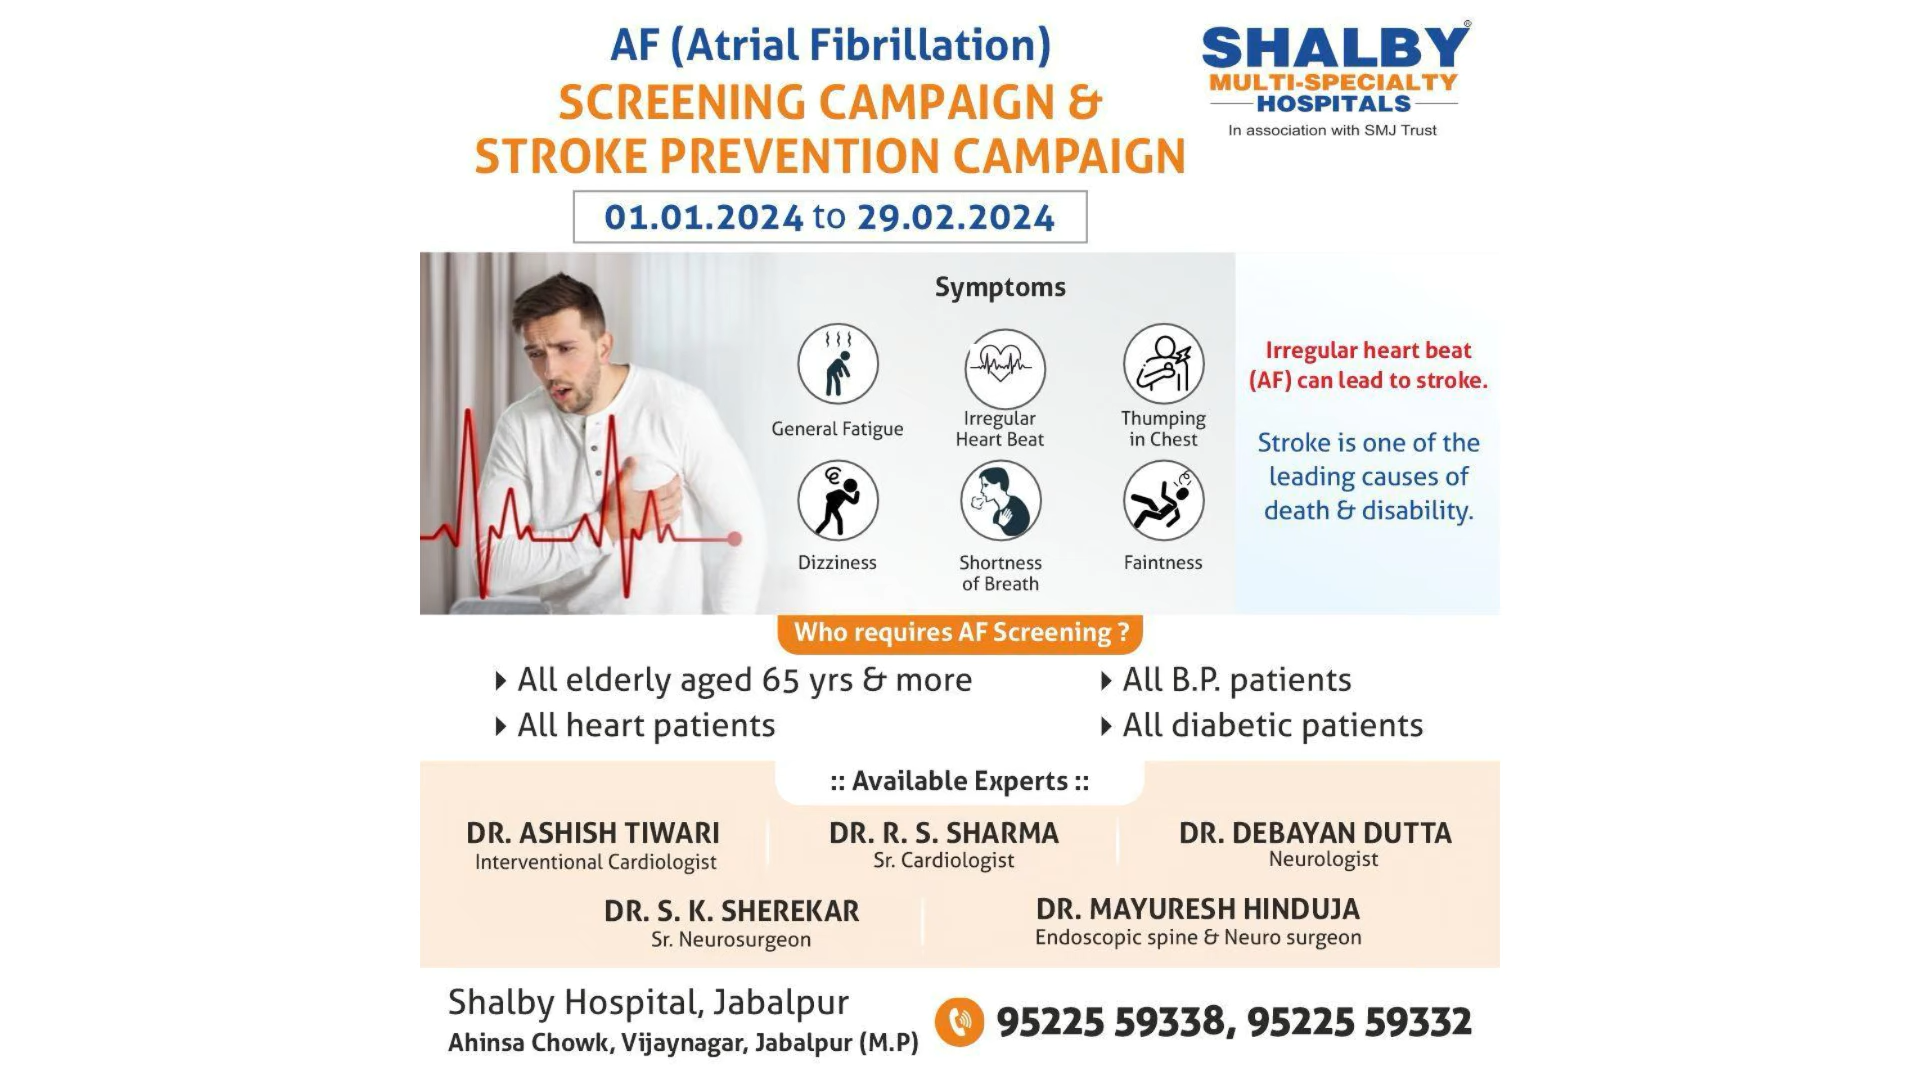 AF (Atrial Fibrillation)
SCREENING CAMPAIGN &
STROKE PREVENTION CAMPAIGN
01.01.2024 to 29.02.2024
SHALBY®
MULTI-SPECIALTY
HOSPITALS
In association with SMJ Trust
Symptoms
General Fatigue
Irregular
Heart Beat
Thumping
in Chest
Dizziness
Shortness
of Breath
Faintness
Irregular heart beat
(AF) can lead to stroke.
Stroke is one of the
leading causes of
death & disability.
Who requires AF Screening ?
All elderly aged 65 yrs & more
All heart patients
All B.P. patients
All diabetic patients
:: Available Experts ::
DR. ASHISH TIWARI
Interventional Cardiologist
DR. R. S. SHARMA
Sr. Cardiologist
DR. DEBAYAN DUTTA
Neurologist
DR. S. K. SHEREKAR
Sr. Neurosurgeon
DR. MAYURESH HINDUJA
Endoscopic spine & Neuro surgeon
Shalby Hospital, Jabalpur
Ahinsa Chowk, Vijaynagar, Jabalpur (M.P)
95225 59338, 95225 59332